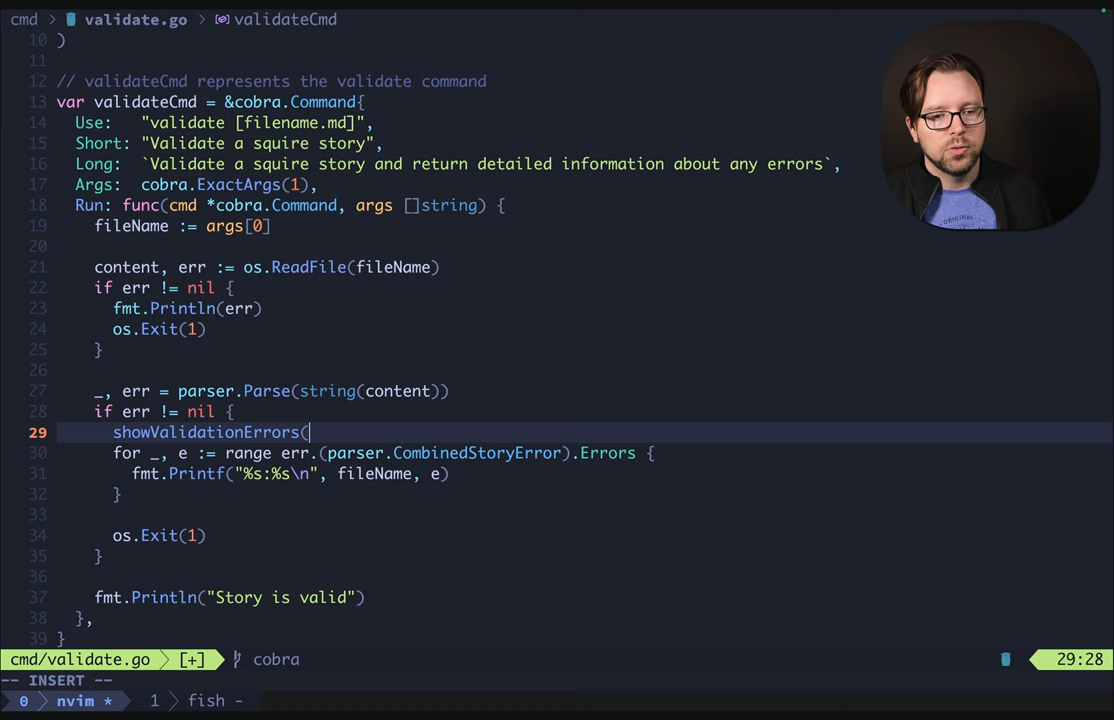 cmd > validate.go > validateCmd
10 )
11
12 // validateCmd represents the validate command
13 var validateCmd = &cobra.Command{
14 Use: "validate [filename.md]",
15 Short: "Validate a squire story",
16 Long: `Validate a squire story and return detailed information about any errors`,
17 Args: cobra.ExactArgs(1),
18 Run: func(cmd *cobra.Command, args []string) {
19 fileName := args[0]
20
21 content, err := os.ReadFile(fileName)
22 if err != nil {
23 fmt.Println(err)
24 os.Exit(1)
25 }
26
27 _, err = parser.Parse(string(content))
28 if err != nil {
29 showValidationErrors(
30 for _, e := range err.(parser.CombinedStoryError).Errors {
31 fmt.Printf("%s:%s\n", fileName, e)
32 }
33
34 os.Exit(1)
35 }
36
37 fmt.Println("Story is valid")
38 },
39 }
cmd/validate.go [+] cobra 29:28
-- INSERT --
0 nvim * 1 fish -
ORIGINAL